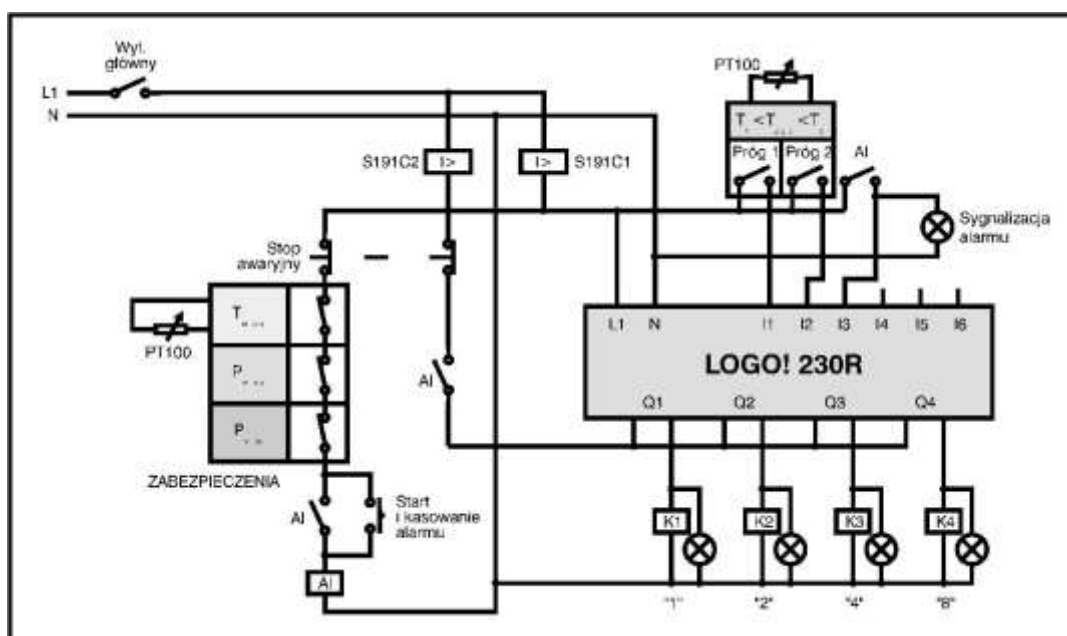 Wył.
główny
L1
N
PT100
T <T <T
Próg 1
Próg 2
Al
S191C2
I>
I>
S191C1
Sygnalizacja
alarmu
Stop
awaryjny
T
P
P
PT100
ZABEZPIECZENIA
Al
L1
N
I1
I2
I3
I4
I5
I6
LOGO! 230R
Q1
Q2
Q3
Q4
Al
Start
i kasowanie
alarmu
Al
K1
K2
K3
K4
"1"
"2"
"4"
"8"